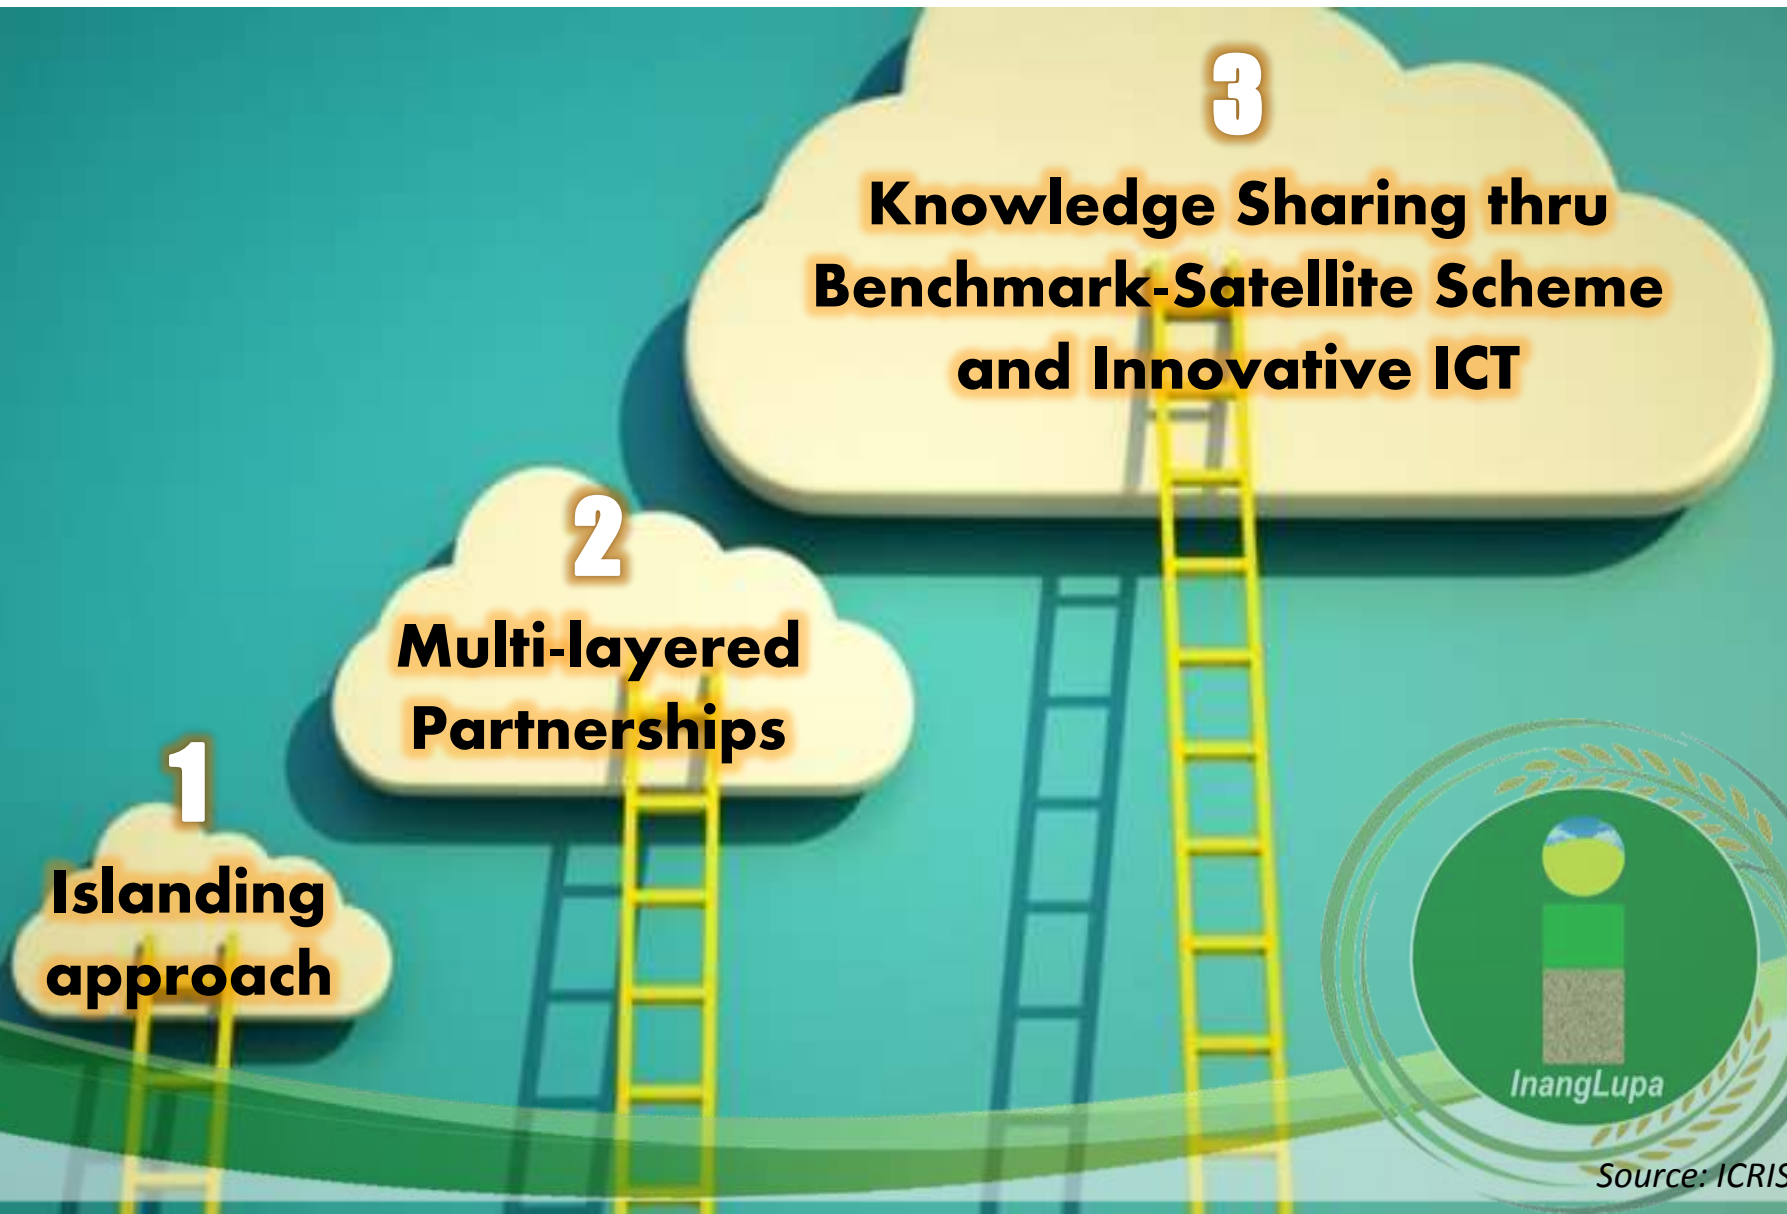 3
Knowledge Sharing thru
Benchmark-Satellite Scheme
and Innovative ICT
2
Multi-layered
Partnerships
1
Islanding
approach
InangLupa
Source: ICRIS